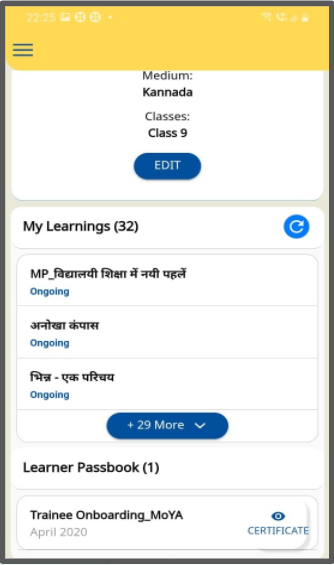 22:25
Medium:
Kannada
Classes:
Class 9
EDIT
My Learnings (32)
MP_विद्यालयी शिक्षा में नयी पहलें
Ongoing
अनोखा कंपास
Ongoing
भिन्न - एक परिचय
Ongoing
+ 29 More
Learner Passbook (1)
Trainee Onboarding_MoYA
April 2020
CERTIFICATE